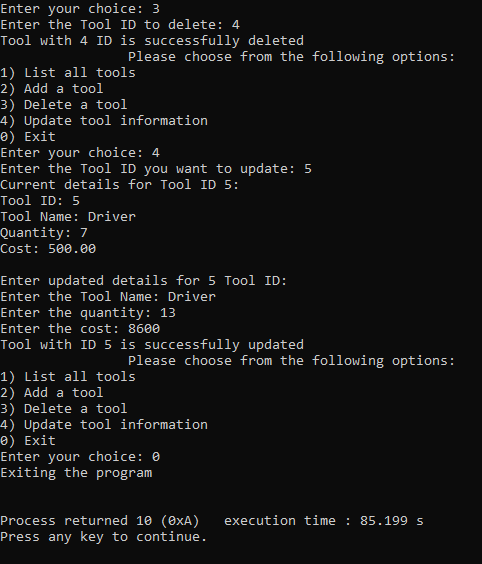 Enter your choice: 3
Enter the Tool ID to delete: 4
Tool with 4 ID is successfully deleted
Please choose from the following options:
1) List all tools
2) Add a tool
3) Delete a tool
4) Update tool information
0) Exit
Enter your choice: 4
Enter the Tool ID you want to update: 5
Current details for Tool ID 5:
Tool ID: 5
Tool Name: Driver
Quantity: 7
Cost: 500.00
Enter updated details for 5 Tool ID:
Enter the Tool Name: Driver
Enter the quantity: 13
Enter the cost: 8600
Tool with ID 5 is successfully updated
Please choose from the following options:
1) List all tools
2) Add a tool
3) Delete a tool
4) Update tool information
0) Exit
Enter your choice: 0
Exiting the program
Process returned 10 (0xA)   execution time : 85.199 s
Press any key to continue.